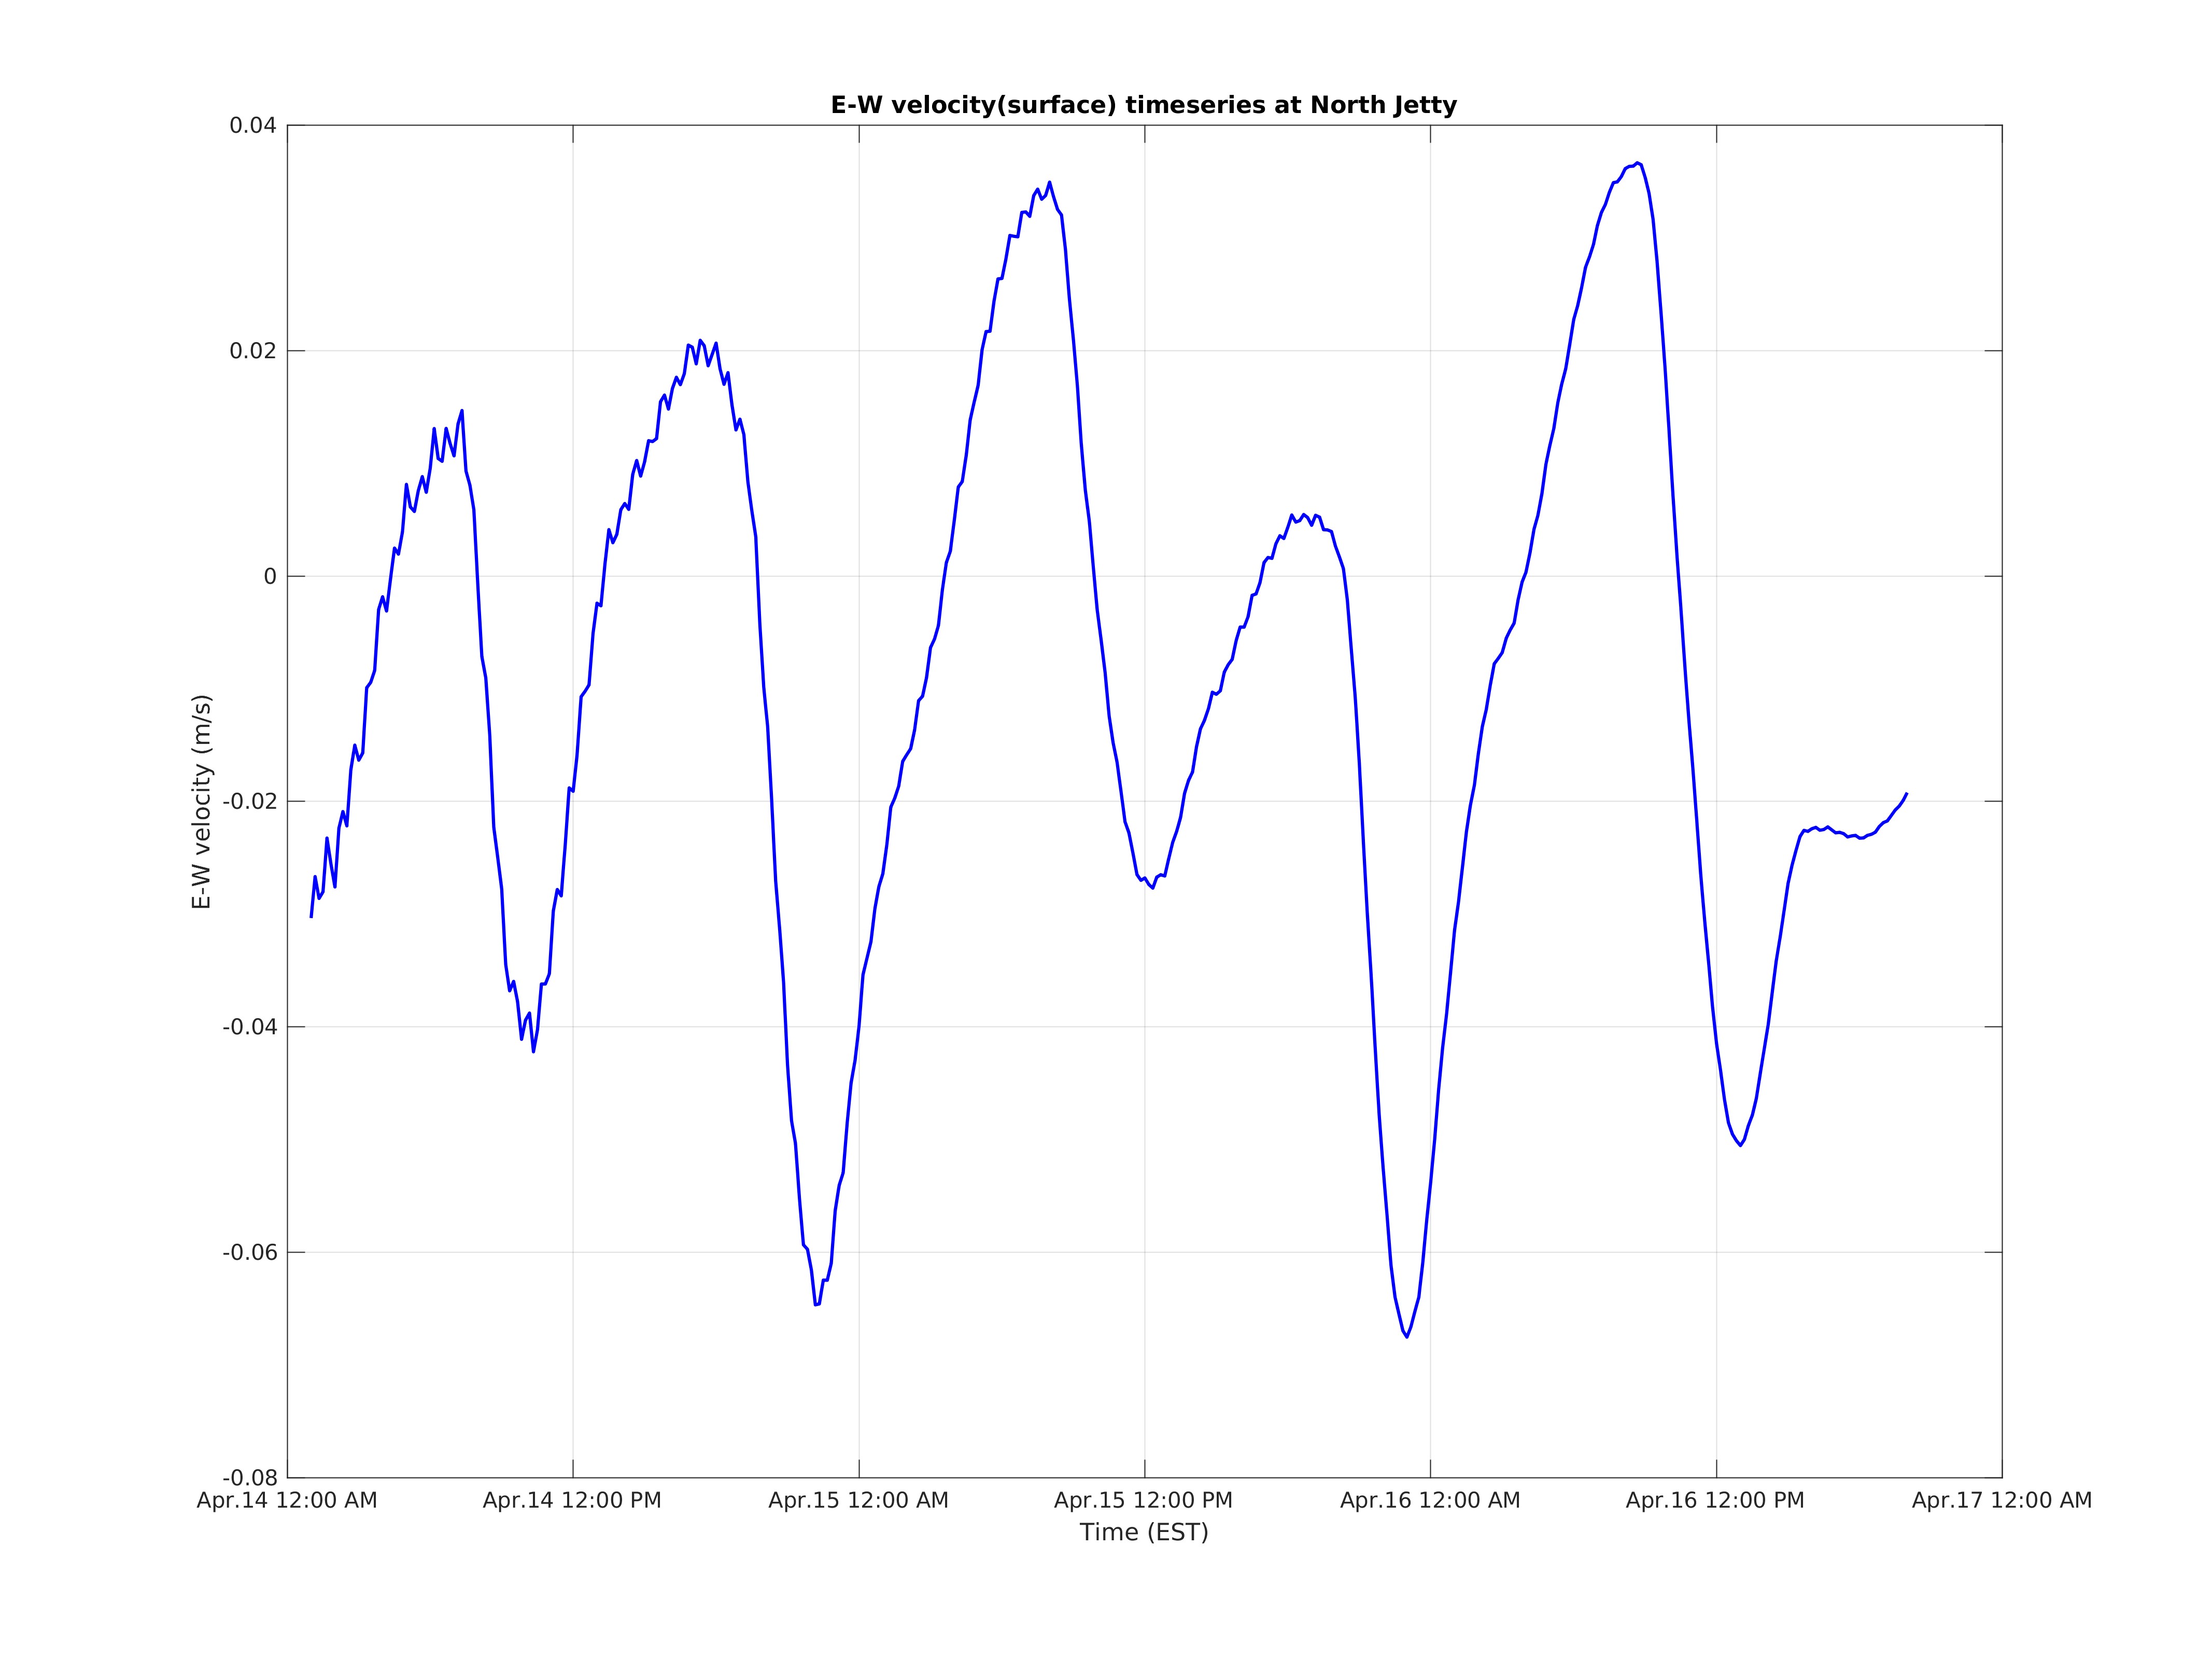 E-W velocity(surface) timeseries at North Jetty
0.04
0.02
0
-0.02
-0.04
-0.06
-0.08
E-W velocity (m/s)
Apr.14 12:00 AM
Apr.14 12:00 PM
Apr.15 12:00 AM
Apr.15 12:00 PM
Apr.16 12:00 AM
Apr.16 12:00 PM
Apr.17 12:00 AM
Time (EST)